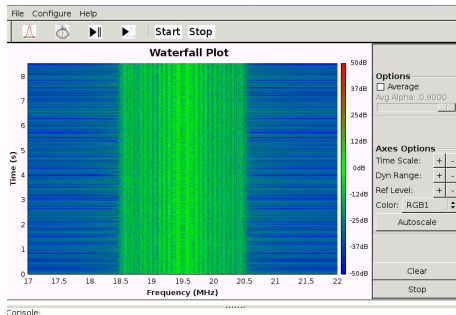 File Configure Help
Start Stop
Waterfall Plot
50dB
37dB
25dB
12dB
0dB
-12dB
-25dB
-37dB
-50dB
8
7
6
5
4
3
2
1
0
Time (s)
17 17.5 18 18.5 19 19.5 20 20.5 21 21.5 22
Frequency (MHz)
Options
Average
Avg Alpha: 0.9000
Axes Options
Time Scale: + -
Dyn Range: + -
Ref Level: + -
Color: RGB1
Autoscale
Clear
Stop
Console: